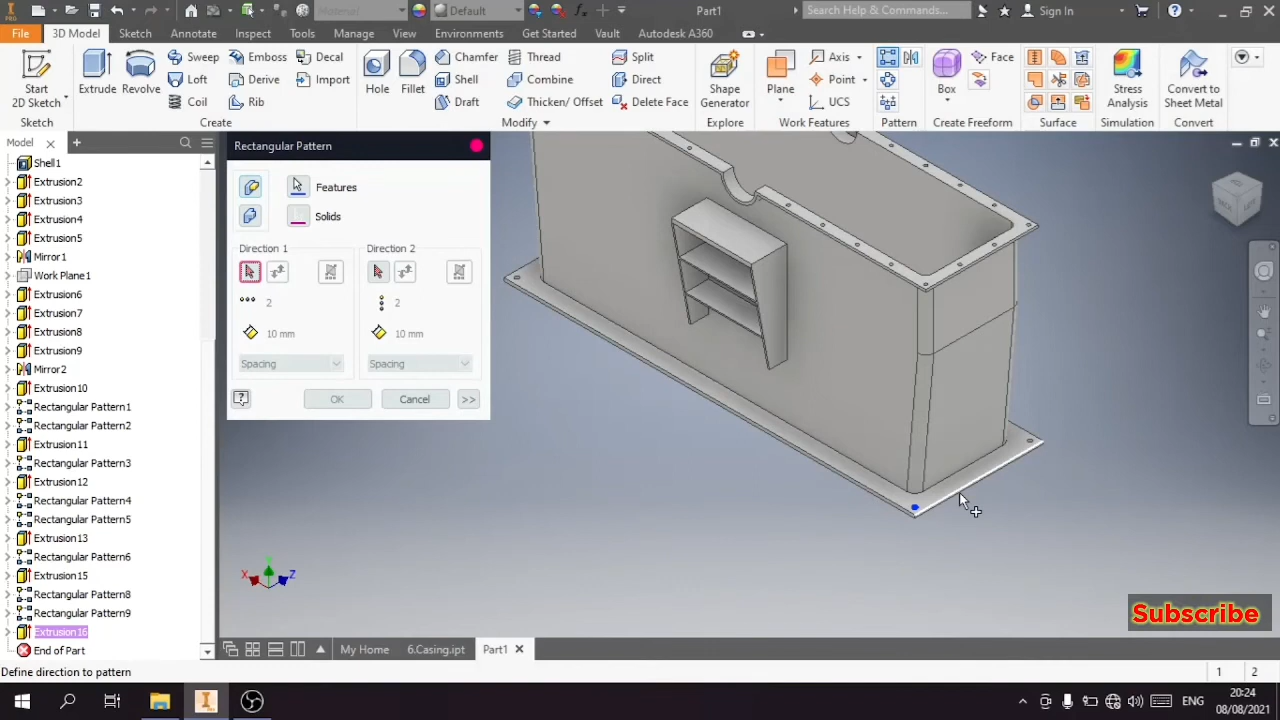 PRO
Material
Default
Part1
Search Help & Commands...
Sign In
File
3D Model
Sketch
Annotate
Inspect
Tools
Manage
View
Environments
Get Started
Vault
Autodesk A360
Start
2D Sketch
Extrude
Revolve
Sweep
Emboss
Decal
Loft
Derive
Import
Coil
Rib
Hole
Fillet
Chamfer
Thread
Split
Shell
Combine
Direct
Draft
Thicken/ Offset
Delete Face
Shape
Generator
Plane
Axis
Point
UCS
Box
Face
Stress
Analysis
Convert to
Sheet Metal
Sketch
Create
Modify
Explore
Work Features
Pattern
Create Freeform
Surface
Simulation
Convert
Model
Shell1
Extrusion2
Extrusion3
Extrusion4
Extrusion5
Mirror1
Work Plane1
Extrusion6
Extrusion7
Extrusion8
Extrusion9
Mirror2
Extrusion10
Rectangular Pattern1
Rectangular Pattern2
Extrusion11
Rectangular Pattern3
Extrusion12
Rectangular Pattern4
Rectangular Pattern5
Extrusion13
Rectangular Pattern6
Extrusion15
Rectangular Pattern8
Rectangular Pattern9
Extrusion16
End of Part
Rectangular Pattern
Features
Solids
Direction 1
Direction 2
2
2
10 mm
10 mm
Spacing
Spacing
?
OK
Cancel
>>
X
Y
Z
Subscribe
My Home
6.Casing.ipt
Part1
Define direction to pattern
1
2
ENG
20:24
08/08/2021